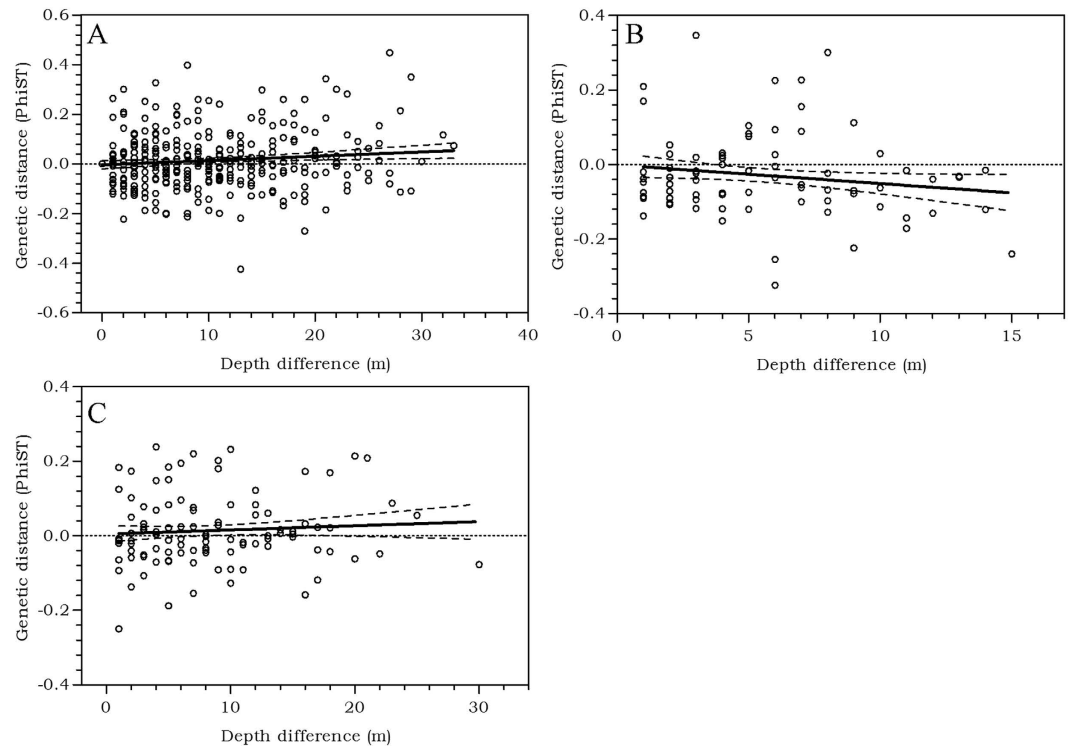 A
Genetic distance (PhiST)
0.6
0.4
0.2
0.0
-0.2
-0.4
-0.6
0 10 20 30 40
Depth difference (m)
B
Genetic distance (PhiST)
0.4
0.2
0.0
-0.2
-0.4
0 5 10 15
Depth difference (m)
C
Genetic distance (PhiST)
0.4
0.2
0.0
-0.2
-0.4
0 10 20 30
Depth difference (m)